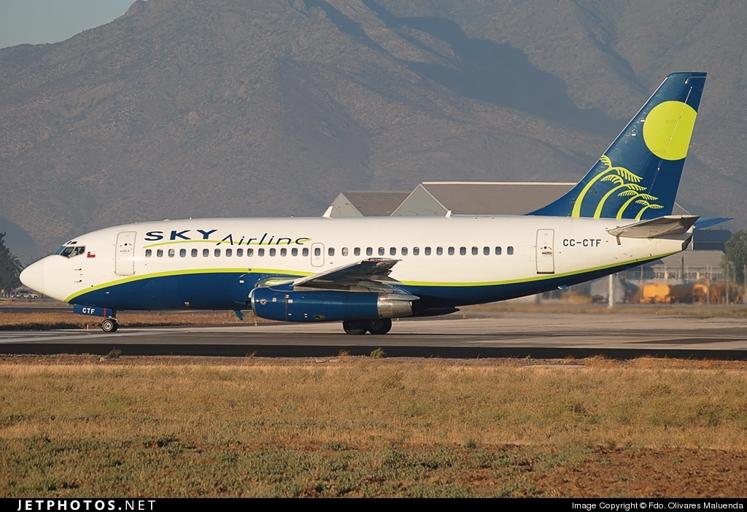 SKY Airline
CC-CTF
CTF
JETPHOTOS.NET
Image Copyright © Fdo. Olivares Maluenda